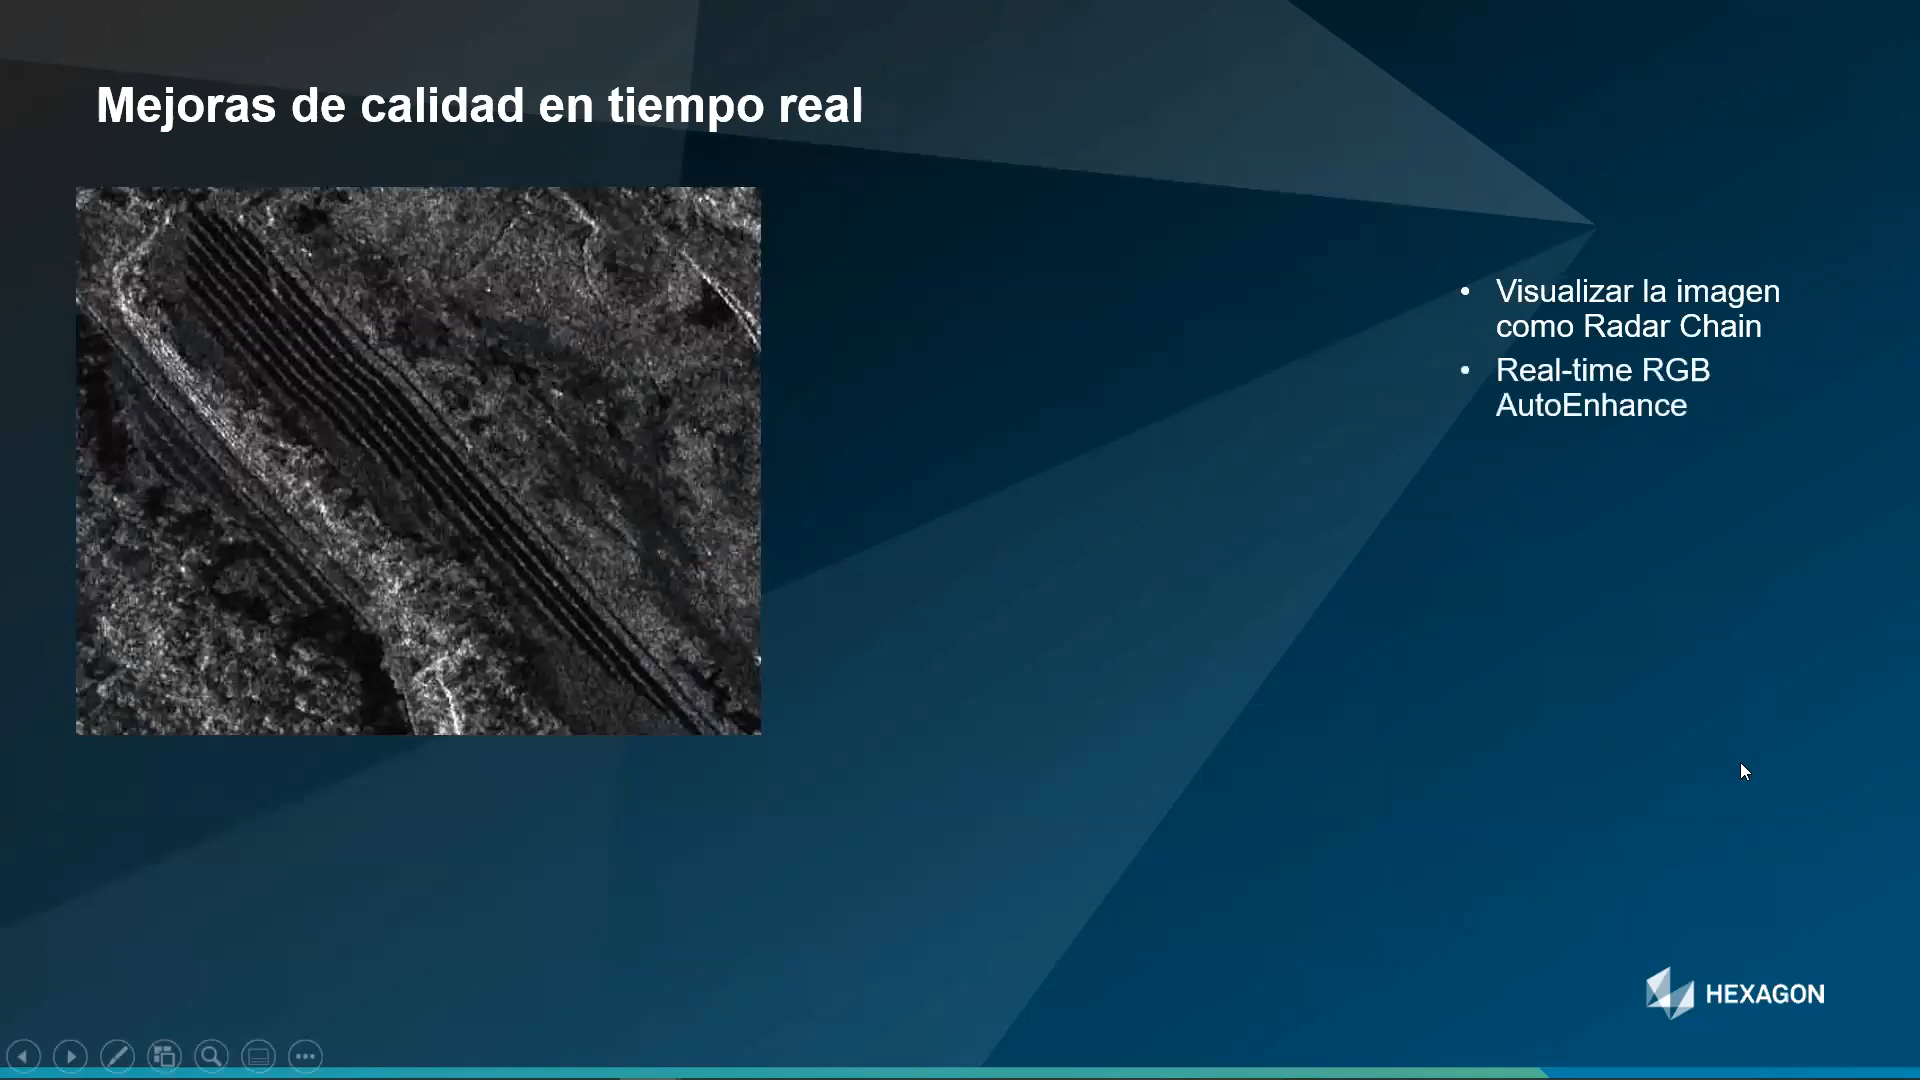 Mejoras de calidad en tiempo real
• Visualizar la imagen
como Radar Chain
• Real-time RGB
AutoEnhance
HEXAGON